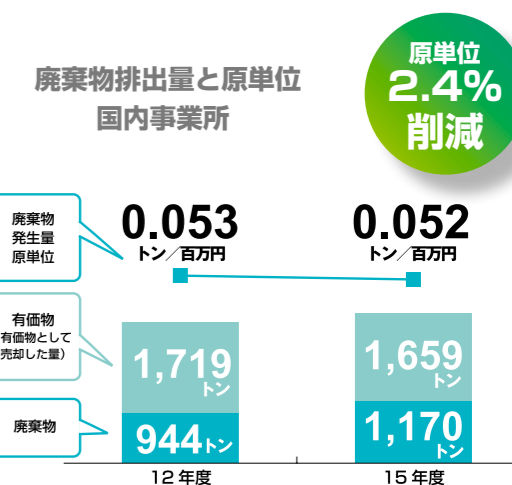 廃棄物排出量と原単位
国内事業所
原単位
2.4%
削減
廃棄物
発生量
原単位
0.053
トン／百万円
0.052
トン／百万円
有価物
有価物として
売却した量）
1,719
トン
1,659
トン
廃棄物
944トン
1,170
トン
12年度
15年度